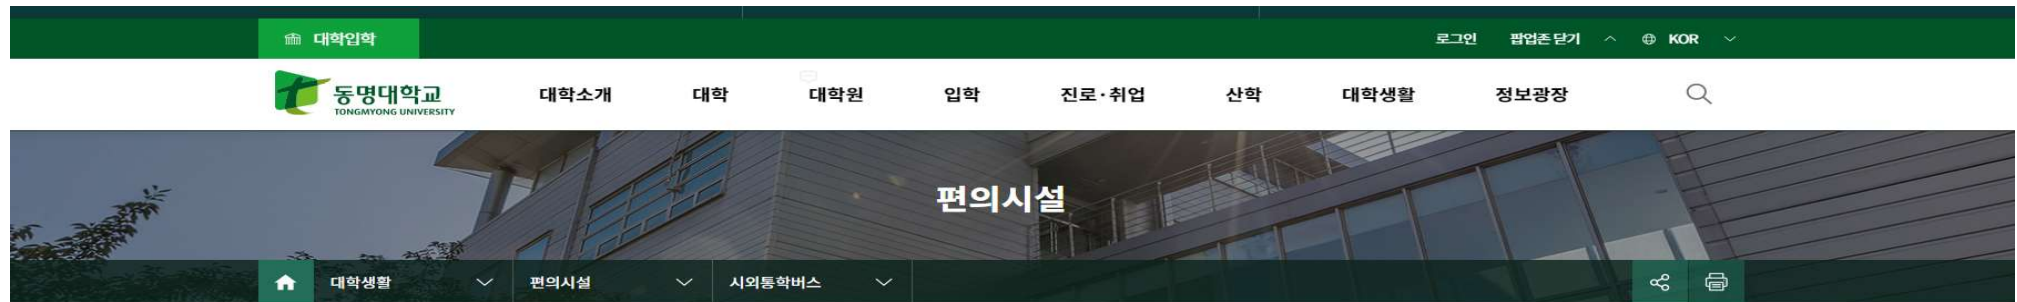 대학입학
로그인 팝업존 닫기 KOR
동명대학교
TONGMYONG UNIVERSITY
대학소개 대학 대학원 입학 진로·취업 산학 대학생활 정보광장
편의시설
대학생활 편의시설 시외통학버스